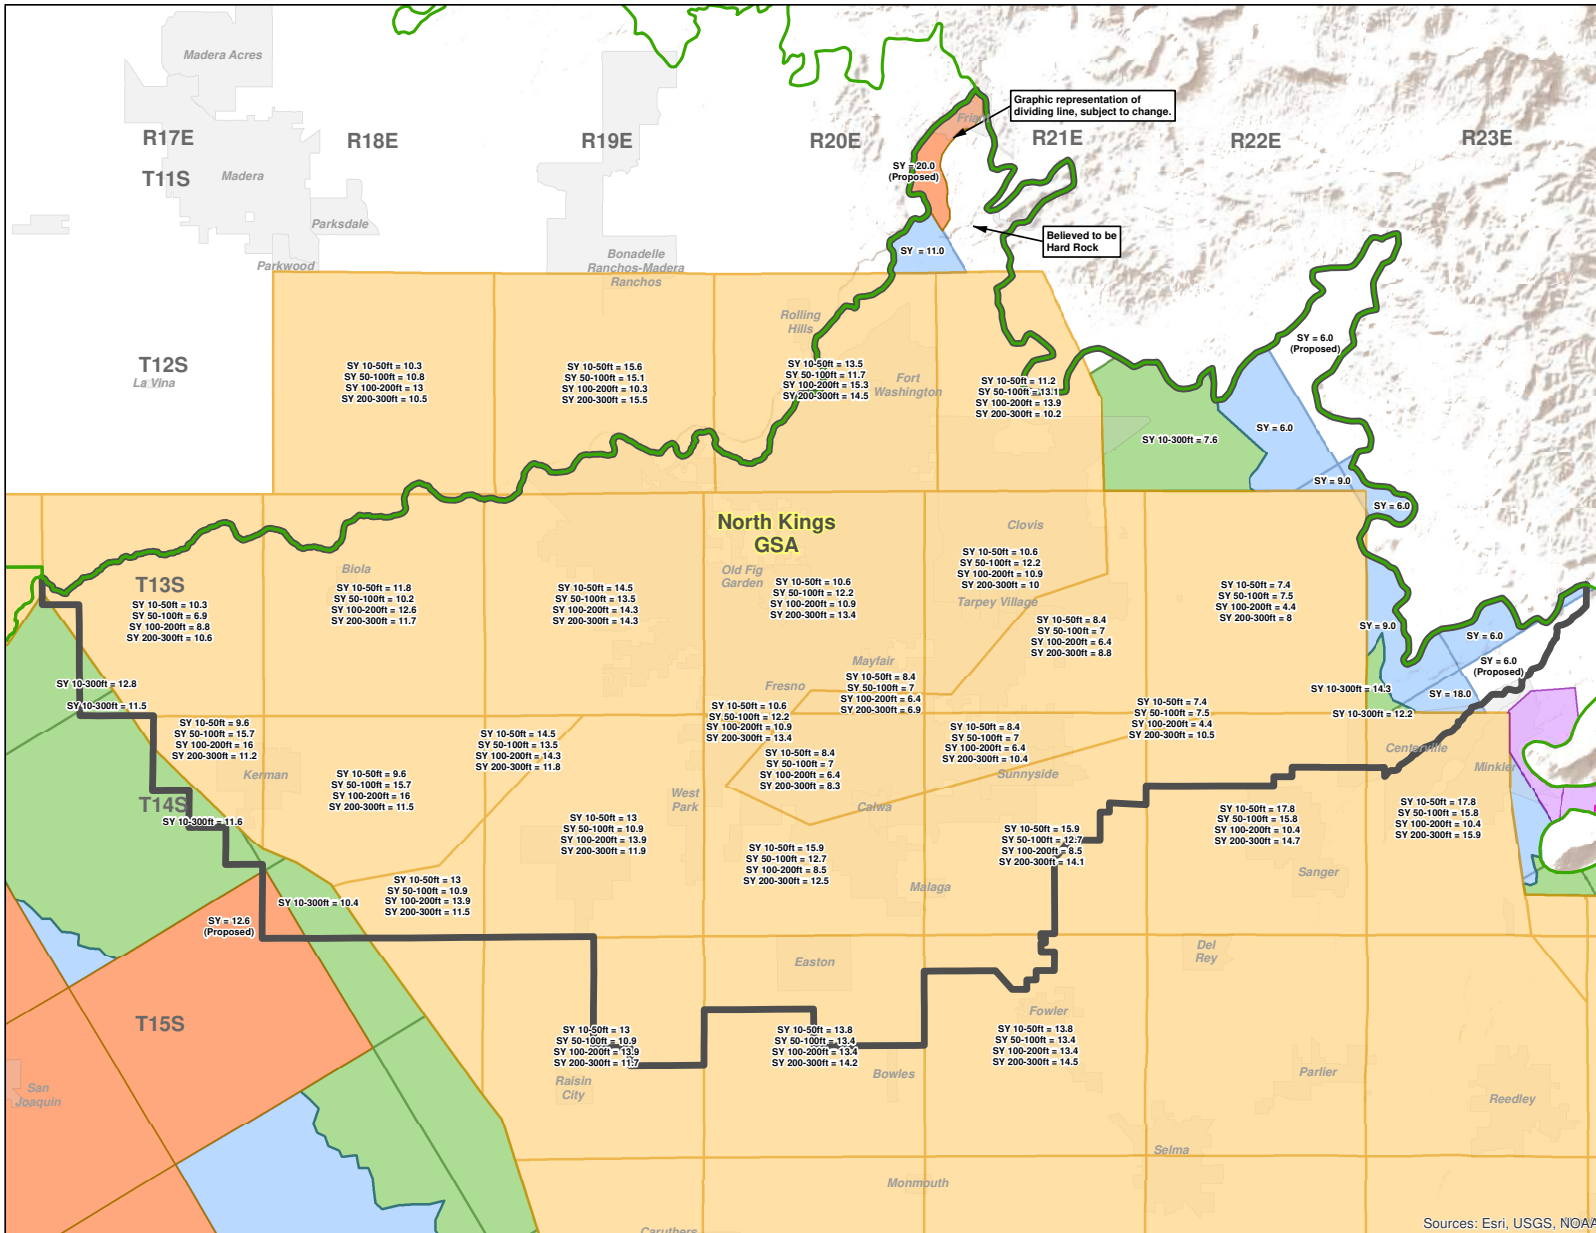 Madera Acres
Graphic representation of
dividing line, subject to change.
R17E
R18E
R19E
R20E
R21E
R22E
R23E
T11S
Madera
SY = 20.0
(Proposed)
Parksdale
Believed to be
Hard Rock
SY = 11.0
Parkwood
Bonadelle
Ranchos-Madera
Ranchos
Rolling
Hills
SY = 6.0
(Proposed)
T12S
La Vina
SY 10-50ft = 10.3
SY 50-100ft = 10.8
SY 100-200ft = 13
SY 200-300ft = 10.5
SY 10-50ft = 15.6
SY 50-100ft = 15.1
SY 100-200ft = 10.3
SY 200-300ft = 15.5
SY 10-50ft = 13.5
SY 50-100ft = 11.7
SY 100-200ft = 15.3
SY 200-300ft = 14.5
Fort
Washington
SY 10-50ft = 11.2
SY 50-100ft = 13.1
SY 100-200ft = 13.9
SY 200-300ft = 10.2
SY 10-300ft = 7.6
SY = 6.0
SY = 9.0
SY = 6.0
North Kings
GSA
Clovis
T13S
SY 10-50ft = 10.3
SY 50-100ft = 6.9
SY 100-200ft = 8.8
SY 200-300ft = 10.6
Biola
SY 10-50ft = 11.8
SY 50-100ft = 10.2
SY 100-200ft = 12.6
SY 200-300ft = 11.7
SY 10-50ft = 14.5
SY 50-100ft = 13.5
SY 100-200ft = 14.3
SY 200-300ft = 14.3
Old Fig
Garden
SY 10-50ft = 10.6
SY 50-100ft = 12.2
SY 100-200ft = 10.9
SY 200-300ft = 13.4
SY 10-50ft = 10.6
SY 50-100ft = 12.2
SY 100-200ft = 10.9
SY 200-300ft = 10
Tarpey Village
SY 10-50ft = 8.4
SY 50-100ft = 7
SY 100-200ft = 6.4
SY 200-300ft = 8.8
SY 10-50ft = 7.4
SY 50-100ft = 7.5
SY 100-200ft = 4.4
SY 200-300ft = 8
SY = 9.0
SY = 6.0
SY = 6.0
(Proposed)
SY = 18.0
SY 10-300ft = 14.3
SY 10-300ft = 12.2
SY 10-300ft = 12.8
SY 10-300ft = 11.5
Mayfair
Fresno
SY 10-50ft = 8.4
SY 50-100ft = 7
SY 100-200ft = 6.4
SY 200-300ft = 6.9
SY 10-50ft = 10.6
SY 50-100ft = 12.2
SY 100-200ft = 10.9
SY 200-300ft = 13.4
SY 10-50ft = 9.6
SY 50-100ft = 15.7
SY 100-200ft = 16
SY 200-300ft = 11.2
Kerman
SY 10-50ft = 14.5
SY 50-100ft = 13.5
SY 100-200ft = 14.3
SY 200-300ft = 11.8
SY 10-50ft = 8.4
SY 50-100ft = 7
SY 100-200ft = 6.4
SY 200-300ft = 10.4
Sunnyside
SY 10-50ft = 7.4
SY 50-100ft = 7.5
SY 100-200ft = 4.4
SY 200-300ft = 10.5
Centerville
Minkler
T14S
SY 10-300ft = 11.6
SY 10-50ft = 9.6
SY 50-100ft = 15.7
SY 100-200ft = 16
SY 200-300ft = 11.5
SY 10-50ft = 8.4
SY 50-100ft = 7
SY 100-200ft = 6.4
SY 200-300ft = 8.3
West
Park
Calwa
SY 10-50ft = 13
SY 50-100ft = 10.9
SY 100-200ft = 13.9
SY 200-300ft = 11.9
SY 10-50ft = 15.9
SY 50-100ft = 12.7
SY 100-200ft = 8.5
SY 200-300ft = 12.5
SY 10-50ft = 15.9
SY 50-100ft = 12.7
SY 100-200ft = 8.5
SY 200-300ft = 14.1
SY 10-50ft = 17.8
SY 50-100ft = 15.8
SY 100-200ft = 10.4
SY 200-300ft = 14.7
SY 10-50ft = 17.8
SY 50-100ft = 15.8
SY 100-200ft = 10.4
SY 200-300ft = 15.9
Malaga
Sanger
SY 10-300ft = 10.4
SY 10-50ft = 13
SY 50-100ft = 10.9
SY 100-200ft = 13.9
SY 200-300ft = 11.5
SY = 12.6
(Proposed)
Easton
Del
Rey
T15S
Fowler
SY 10-50ft = 13
SY 50-100ft = 10.9
SY 100-200ft = 13.9
SY 200-300ft = 11.7
SY 10-50ft = 13.8
SY 50-100ft = 13.4
SY 100-200ft = 13.4
SY 200-300ft = 14.2
SY 10-50ft = 13.8
SY 50-100ft = 13.4
SY 100-200ft = 13.4
SY 200-300ft = 14.5
San
Joaquin
Raisin
City
Bowles
Parlier
Reedley
Selma
Monmouth
Caruthers
Sources: Esri, USGS, NOAA